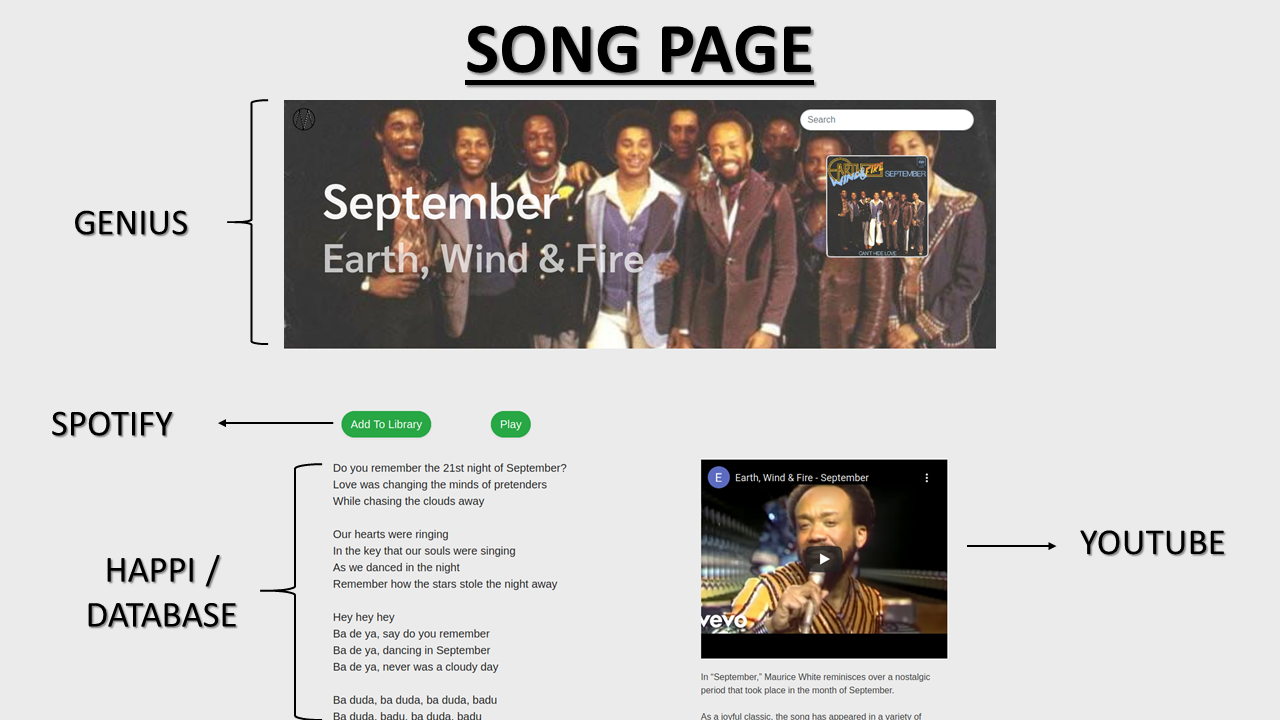 SONG PAGE
Search
EARTH WIND & FIRE
SEPTEMBER
CAN'T HIDE LOVE
September
Earth, Wind & Fire
GENIUS
SPOTIFY
Add To Library
Play
Do you remember the 21st night of September?
Love was changing the minds of pretenders
While chasing the clouds away
Our hearts were ringing
In the key that our souls were singing
As we danced in the night
Remember how the stars stole the night away
Hey hey hey
Ba de ya, say do you remember
Ba de ya, dancing in September
Ba de ya, never was a cloudy day
Ba duda, ba duda, ba duda, badu
Ba duda, badu, ba duda, badu
HAPPI /
DATABASE
E
Earth, Wind & Fire - September
vevo
YOUTUBE
In “September,” Maurice White reminisces over a nostalgic
period that took place in the month of September.
As a joyful classic, the song has appeared in a variety of